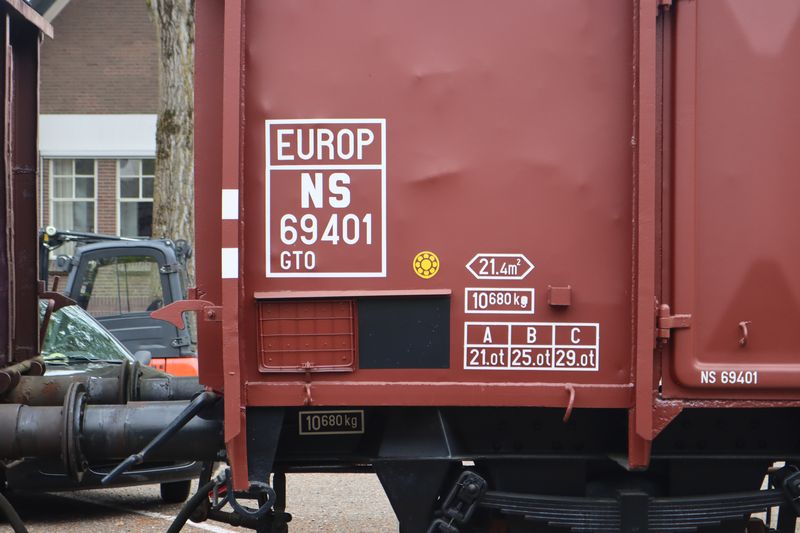 EUROP
NS
69401
GTO
21.4m²
10680kg
A B C
21.0t 25.0t 29.0t
NS 69401
10680kg